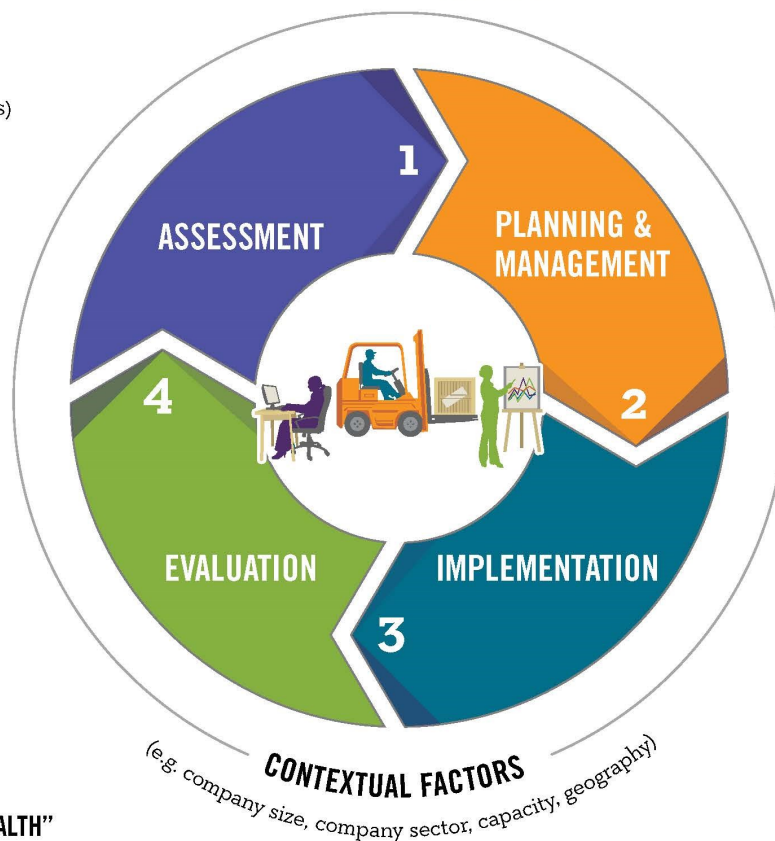 s)
1
ASSESSMENT
PLANNING &
MANAGEMENT
2
IMPLEMENTATION
3
EVALUATION
4
CONTEXTUAL FACTORS
(e.g. company size, company sector, capacity, geography)
ALTH”